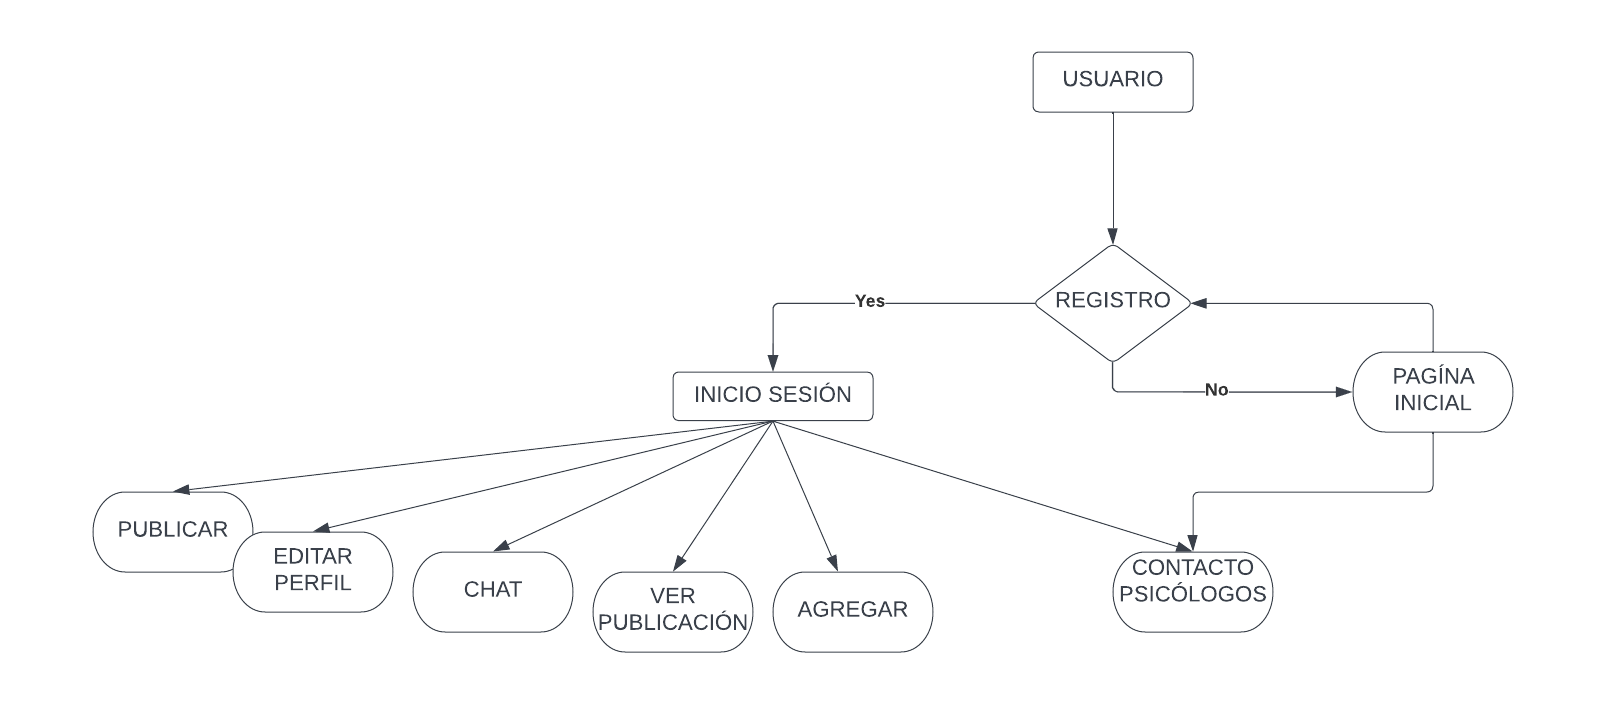 USUARIO
REGISTRO
Yes
No
PAGÍNA
INICIAL
INICIO SESIÓN
PUBLICAR
EDITAR
PERFIL
CHAT
VER
PUBLICACIÓN
AGREGAR
CONTACTO
PSICÓLOGOS